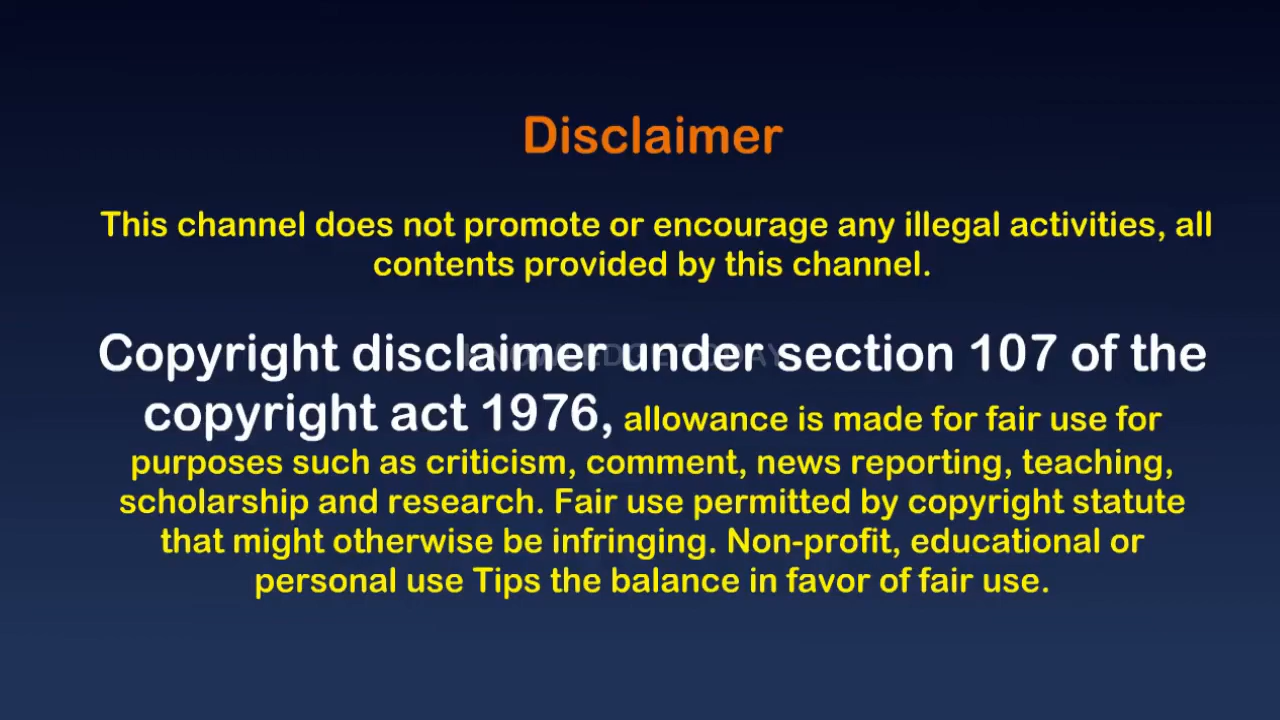 Disclaimer
This channel does not promote or encourage any illegal activities, all
contents provided by this channel.
Copyright disclaimer under section 107 of the
copyright act 1976, allowance is made for fair use for
purposes such as criticism, comment, news reporting, teaching,
scholarship and research. Fair use permitted by copyright statute
that might otherwise be infringing. Non-profit, educational or
personal use Tips the balance in favor of fair use.
KNOWLEDGE TODAY